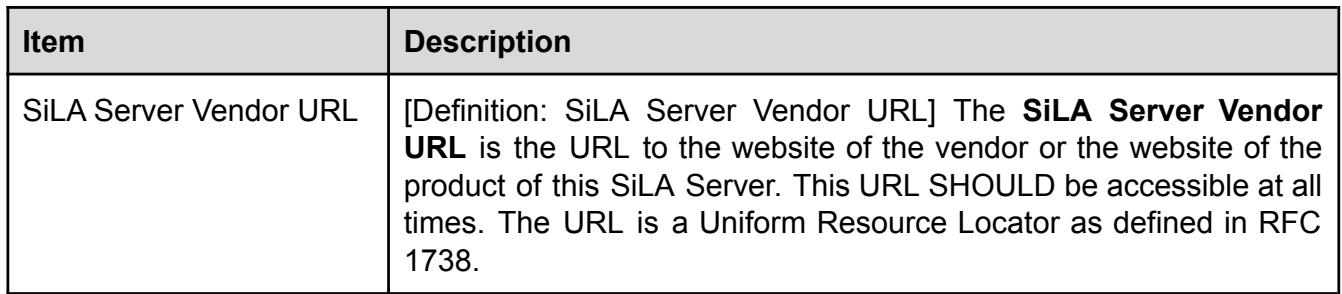 Item
Description
SiLA Server Vendor URL
[Definition: SiLA Server Vendor URL] The SiLA Server Vendor
URL is the URL to the website of the vendor or the website of the
product of this SiLA Server. This URL SHOULD be accessible at all
times. The URL is a Uniform Resource Locator as defined in RFC
1738.